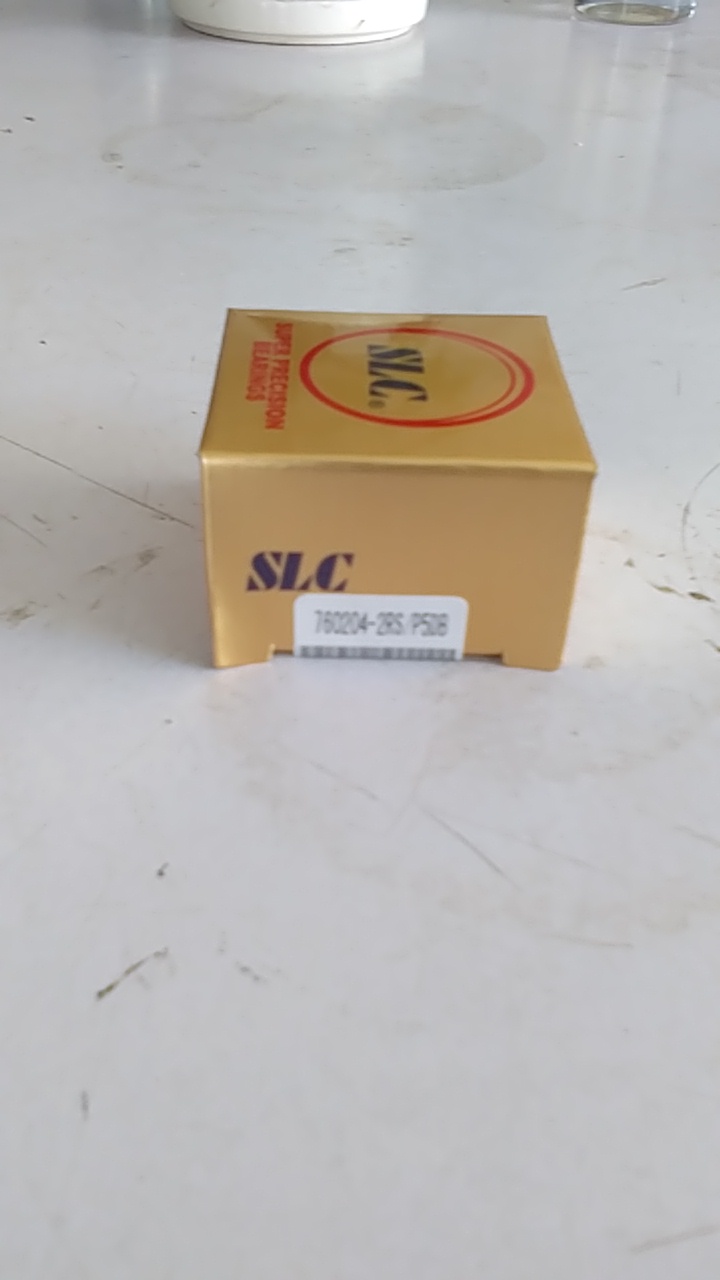 SLC®
SUPER PRECISION
BEARINGS
SLC
760204-2RS/P5DB